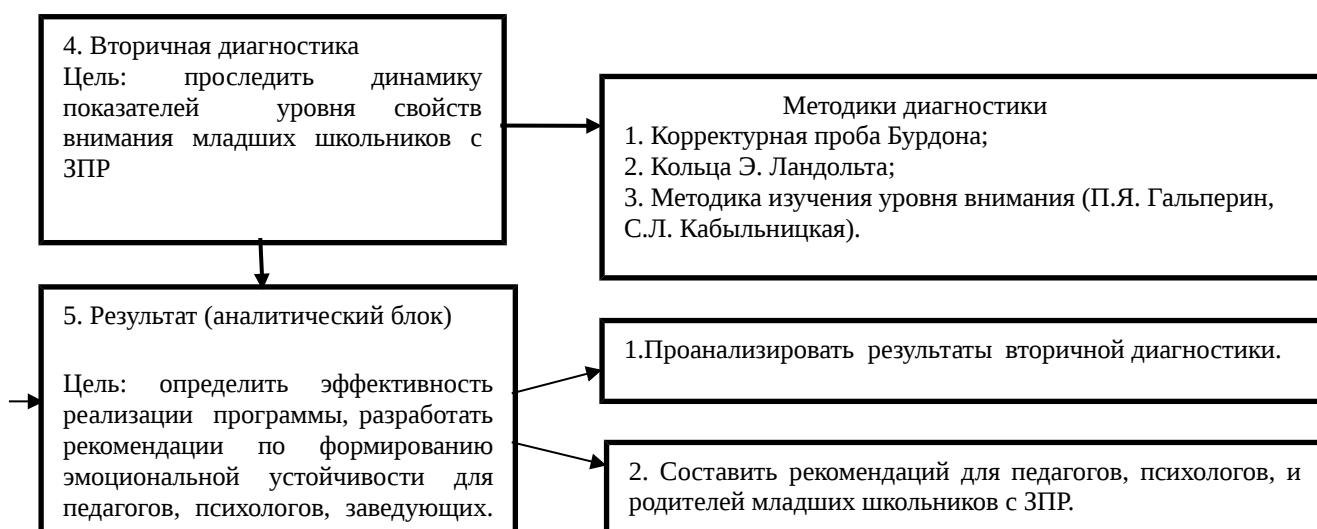 4. Вторичная диагностика
Цель: проследить динамику
показателей уровня свойств
внимания младших школьников с
ЗПР
Методики диагностики
1. Корректурная проба Бурдона;
2. Кольца Э. Ландольта;
3. Методика изучения уровня внимания (П.Я. Гальперин,
С.Л. Кабыльницкая).
5. Результат (аналитический блок)
Цель: определить эффективность
реализации программы, разработать
рекомендации по формированию
эмоциональной устойчивости для
педагогов, психологов, заведующих.
1.Проанализировать результаты вторичной диагностики.
2. Составить рекомендаций для педагогов, психологов, и
родителей младших школьников с ЗПР.